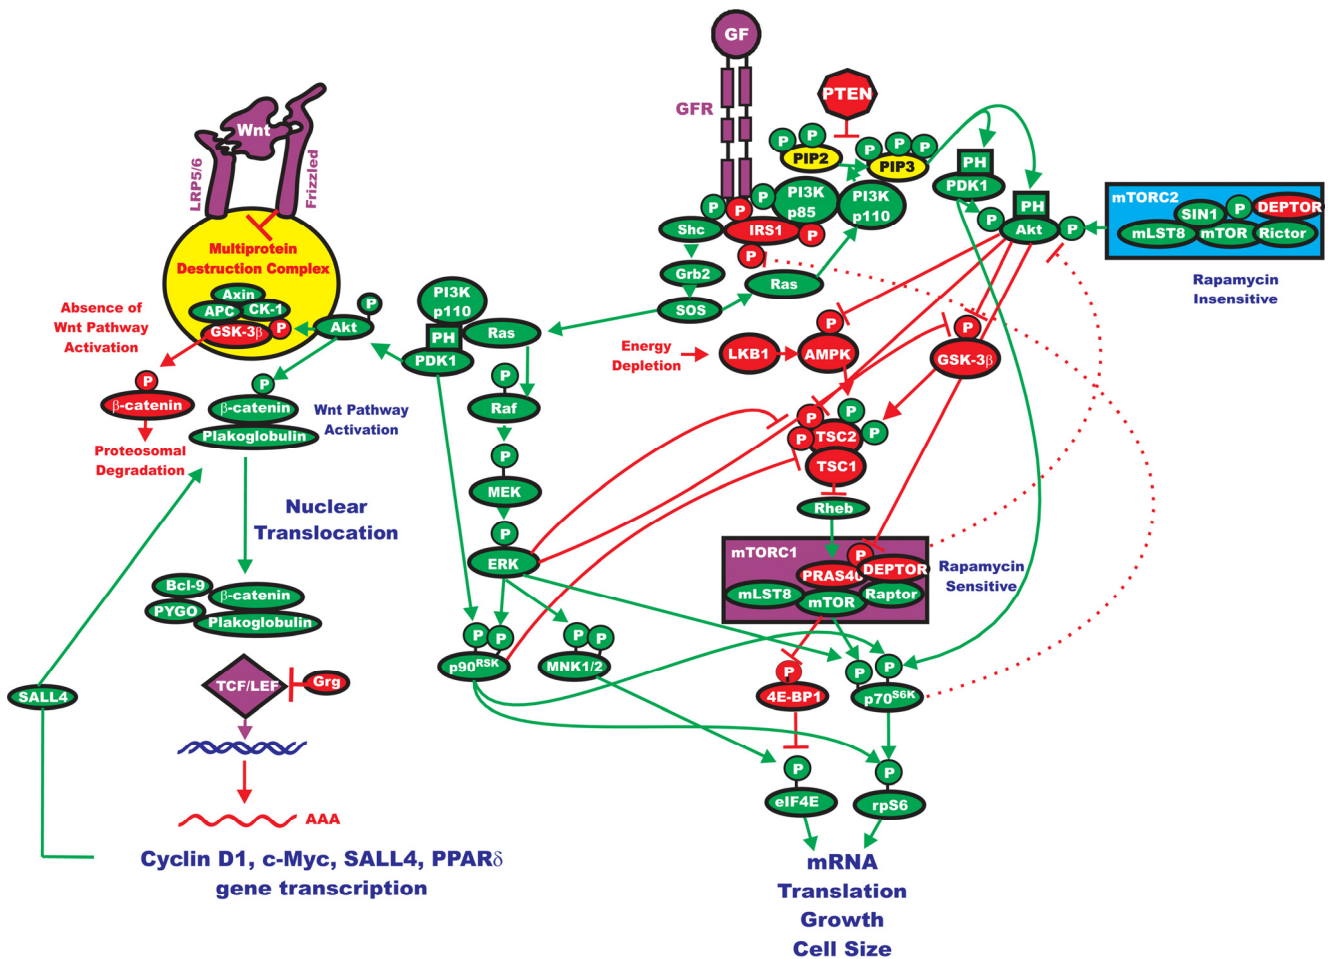 GF
GFR
PTEN
P
P
PIP2
P
P
P
PIP3
PH
PDK1
P
PH
Akt
P
mTORC2
SIN1
P
DEPTOR
mLST8
mTOR
Rictor
Rapamycin
Insensitive
Wnt
LRP5/6
Frizzled
Multiprotein
Destruction Complex
Axin
APC
CK-1
GSK-3β
P
Akt
P
Absence of
Wnt Pathway
Activation
P
β-catenin
Proteosomal
Degradation
P
β-catenin
Plakoglobulin
Wnt Pathway
Activation
Nuclear
Translocation
Bcl-9
PYGO
β-catenin
Plakoglobulin
TCF/LEF
Grg
SALL4
AAA
Cyclin D1, c-Myc, SALL4, PPARδ
gene transcription
P
P
P
PI3K
p85
PI3K
p110
Shc
IRS1
P
P
Grb2
Ras
SOS
PI3K
p110
PH
Ras
PDK1
P
Raf
P
MEK
P
ERK
P
P
p90RSK
P
P
MNK1/2
Energy
Depletion
LKB1
P
AMPK
P
GSK-3β
P
P
P
P
TSC2
TSC1
Rheb
mTORC1
P
PRAS40
DEPTOR
mLST8
mTOR
Raptor
Rapamycin
Sensitive
P
4E-BP1
P
P
p70S6K
P
eIF4E
P
rpS6
mRNA
Translation
Growth
Cell Size